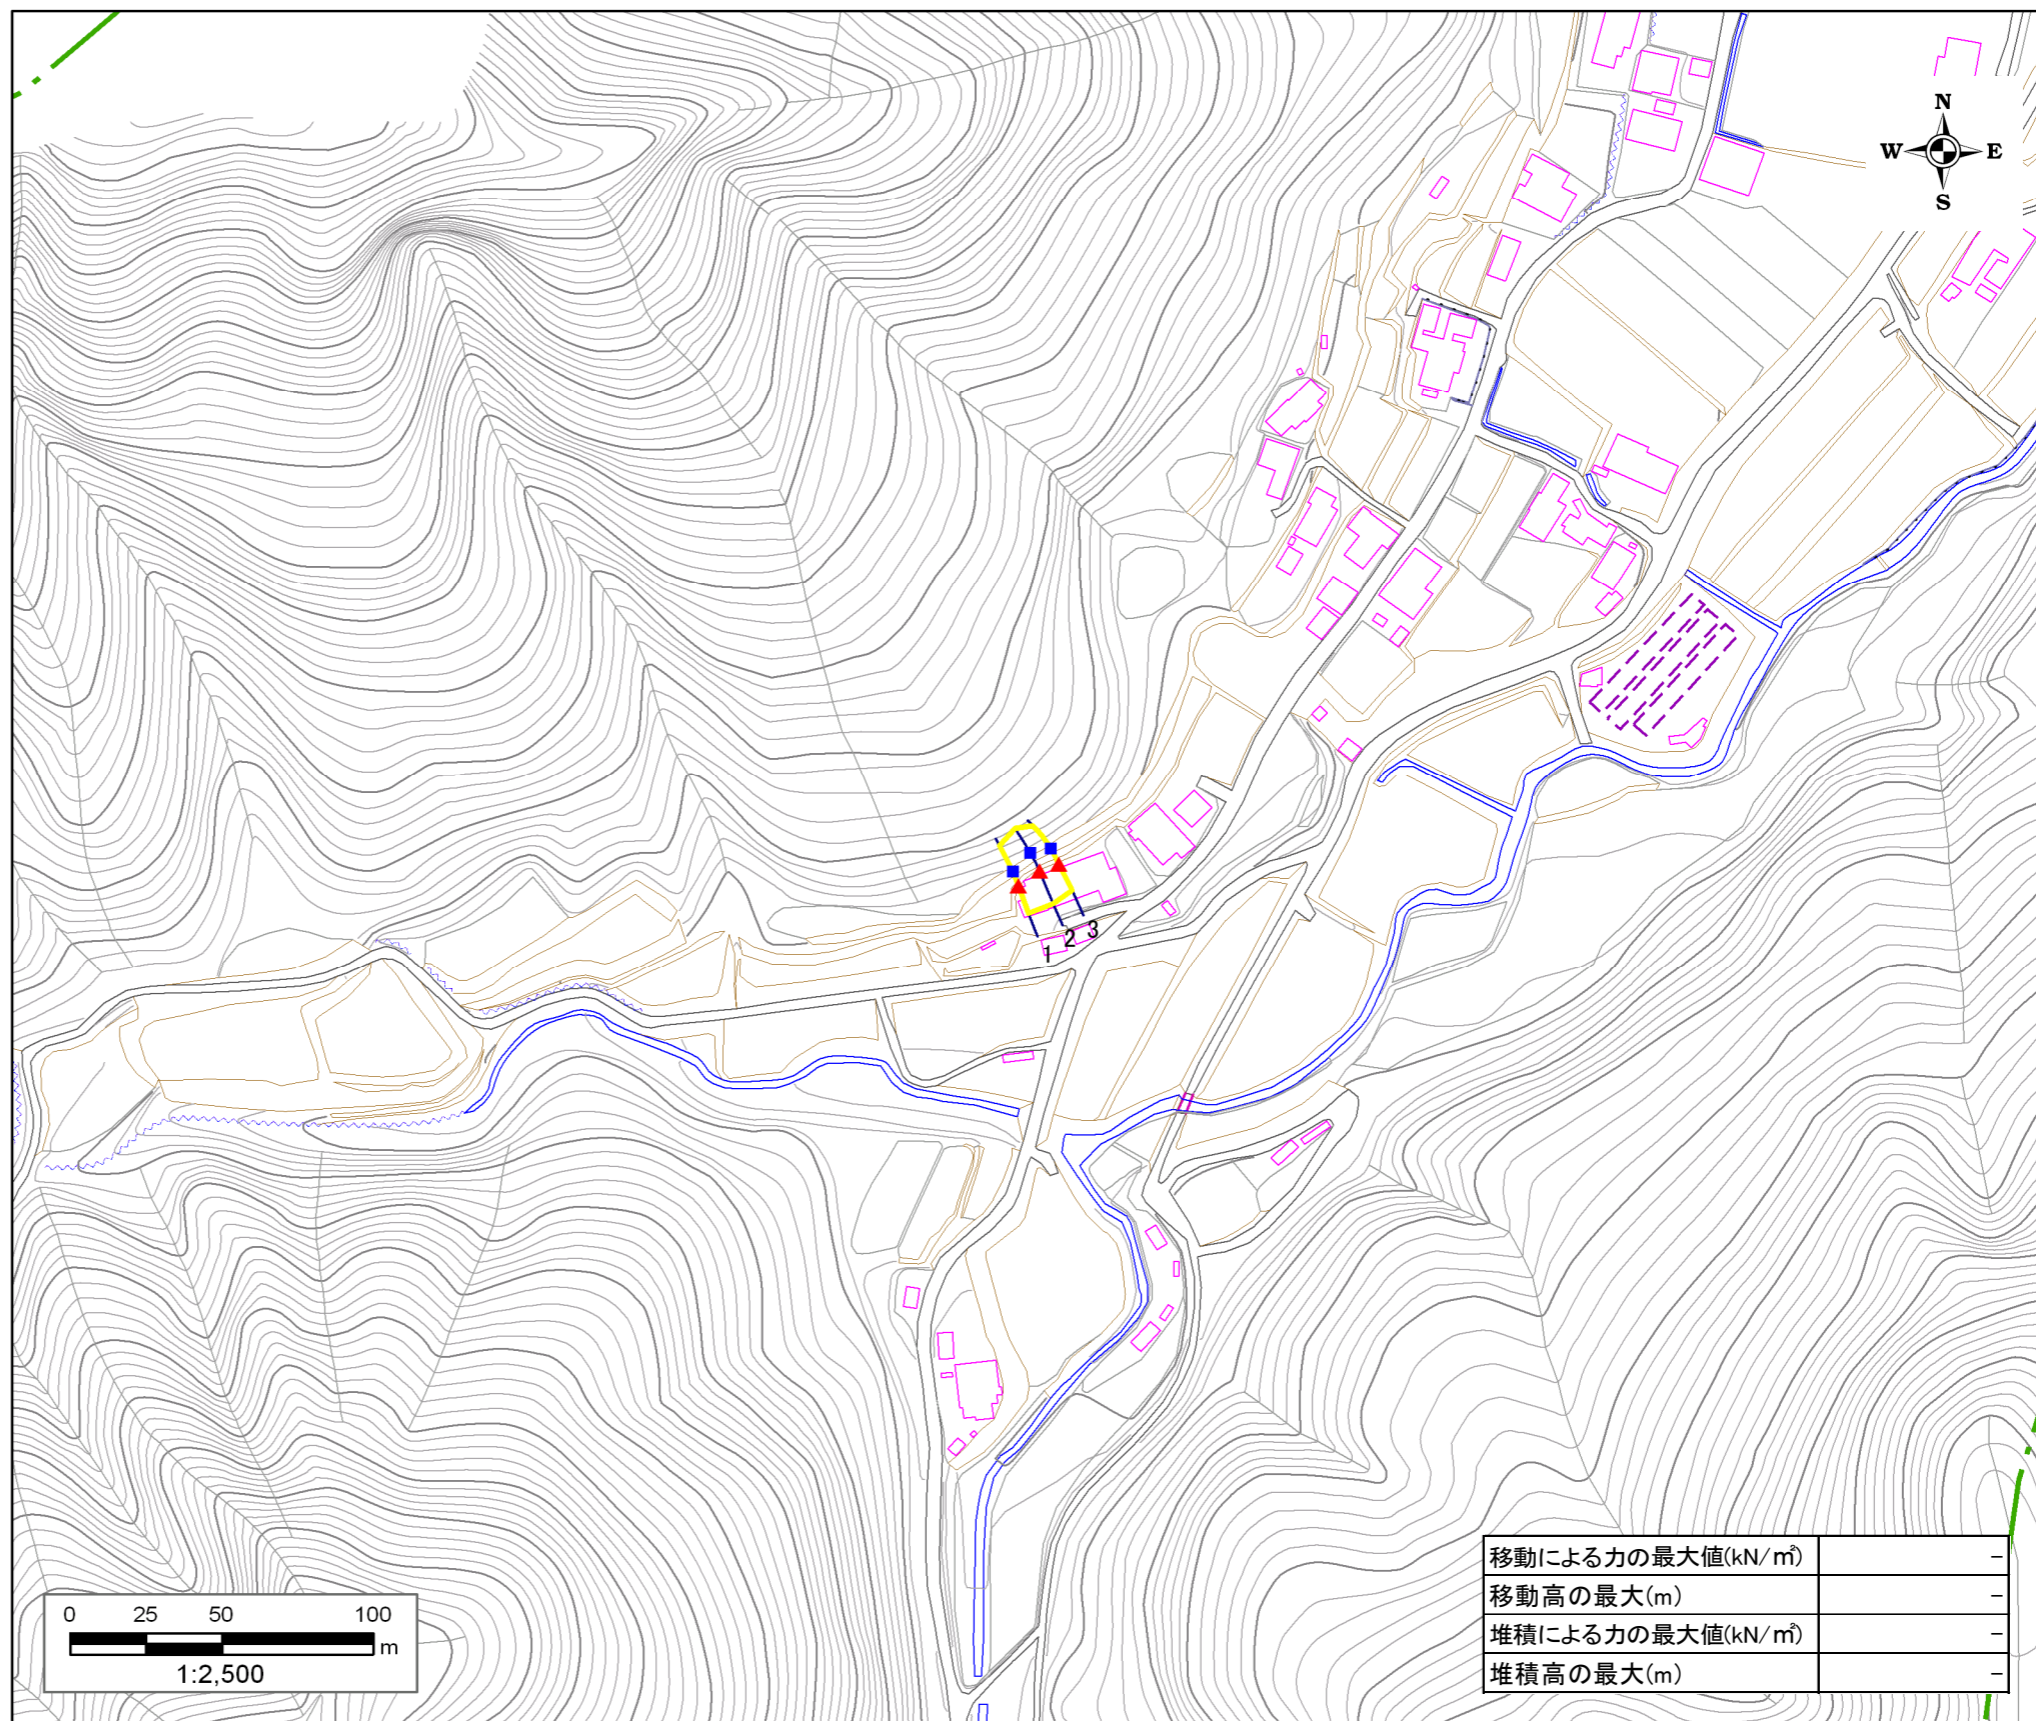 N
W E
S
1 2 3
0 25 50 100
m
1:2,500
移動による力の最大値(kN/㎡) −
移動高の最大(m) −
堆積による力の最大値(kN/㎡) −
堆積高の最大(m) −